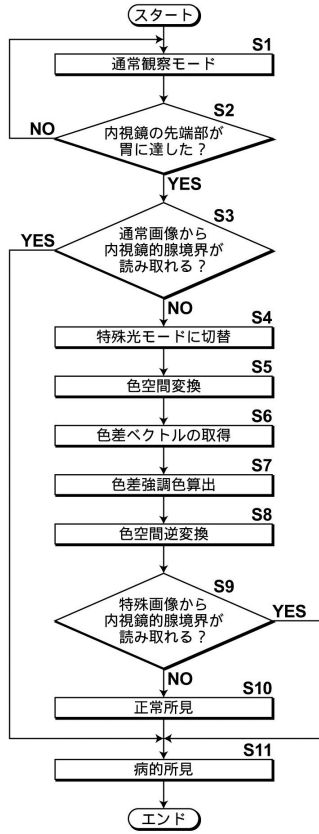 スタート
S1
通常観察モード
S2
内視鏡の先端部が
胃に達した？
NO
YES
S3
通常画像から
内視鏡的腺境界が
読み取れる？
YES
NO
S4
特殊光モードに切替
S5
色空間変換
S6
色差ベクトルの取得
S7
色差強調色算出
S8
色空間逆変換
S9
特殊画像から
内視鏡的腺境界が
読み取れる？
YES
NO
S10
正常所見
S11
病的所見
エンド